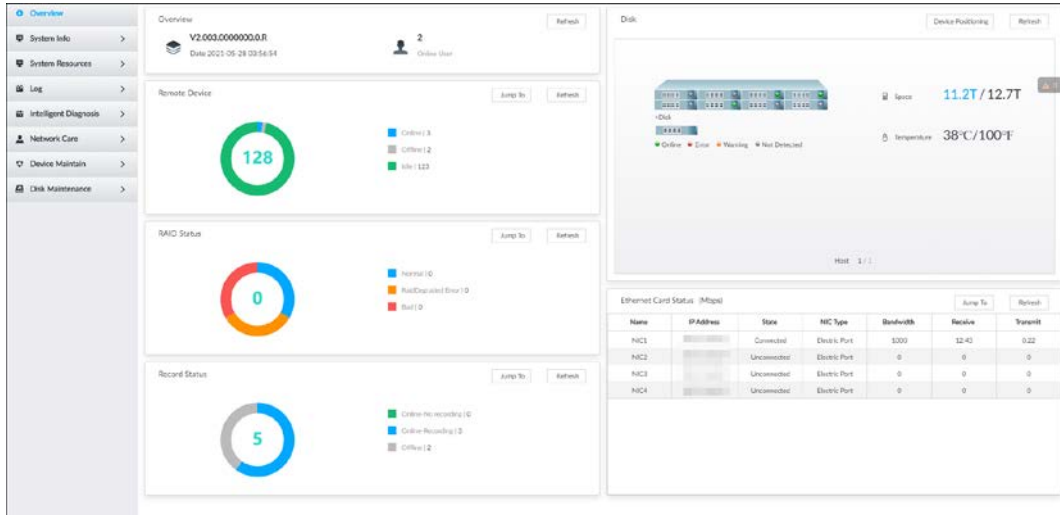 Overview
System Info
System Resources
Log
Intelligent Diagnosis
Network Care
Device Maintain
Disk Maintenance
Overview
Refresh
V2.003.0000000.0.R
Date:2021-05-28 03:56:54
2
Online User
Remote Device
Jump To
Refresh
128
Online | 3
Offline | 2
Idle | 123
RAID Status
Jump To
Refresh
0
Normal | 0
RaidDegraded Error | 0
Bad | 0
Record Status
Jump To
Refresh
5
Online-No recording | 0
Online-Recording | 3
Offline | 2
Disk
Device Positioning
Refresh
Disk
Online Error Warning Not Detected
Space 11.2T / 12.7T
Temperature 38°C/100°F
Host 1 /
Ethernet Card Status (Mbps)
Jump To
Refresh
Name IP Address State NIC Type Bandwidth Receive Transmit
NIC1 Connected Electric Port 1000 12.43 0.22
NIC2 Unconnected Electric Port 0 0 0
NIC3 Unconnected Electric Port 0 0 0
NIC4 Unconnected Electric Port 0 0 0